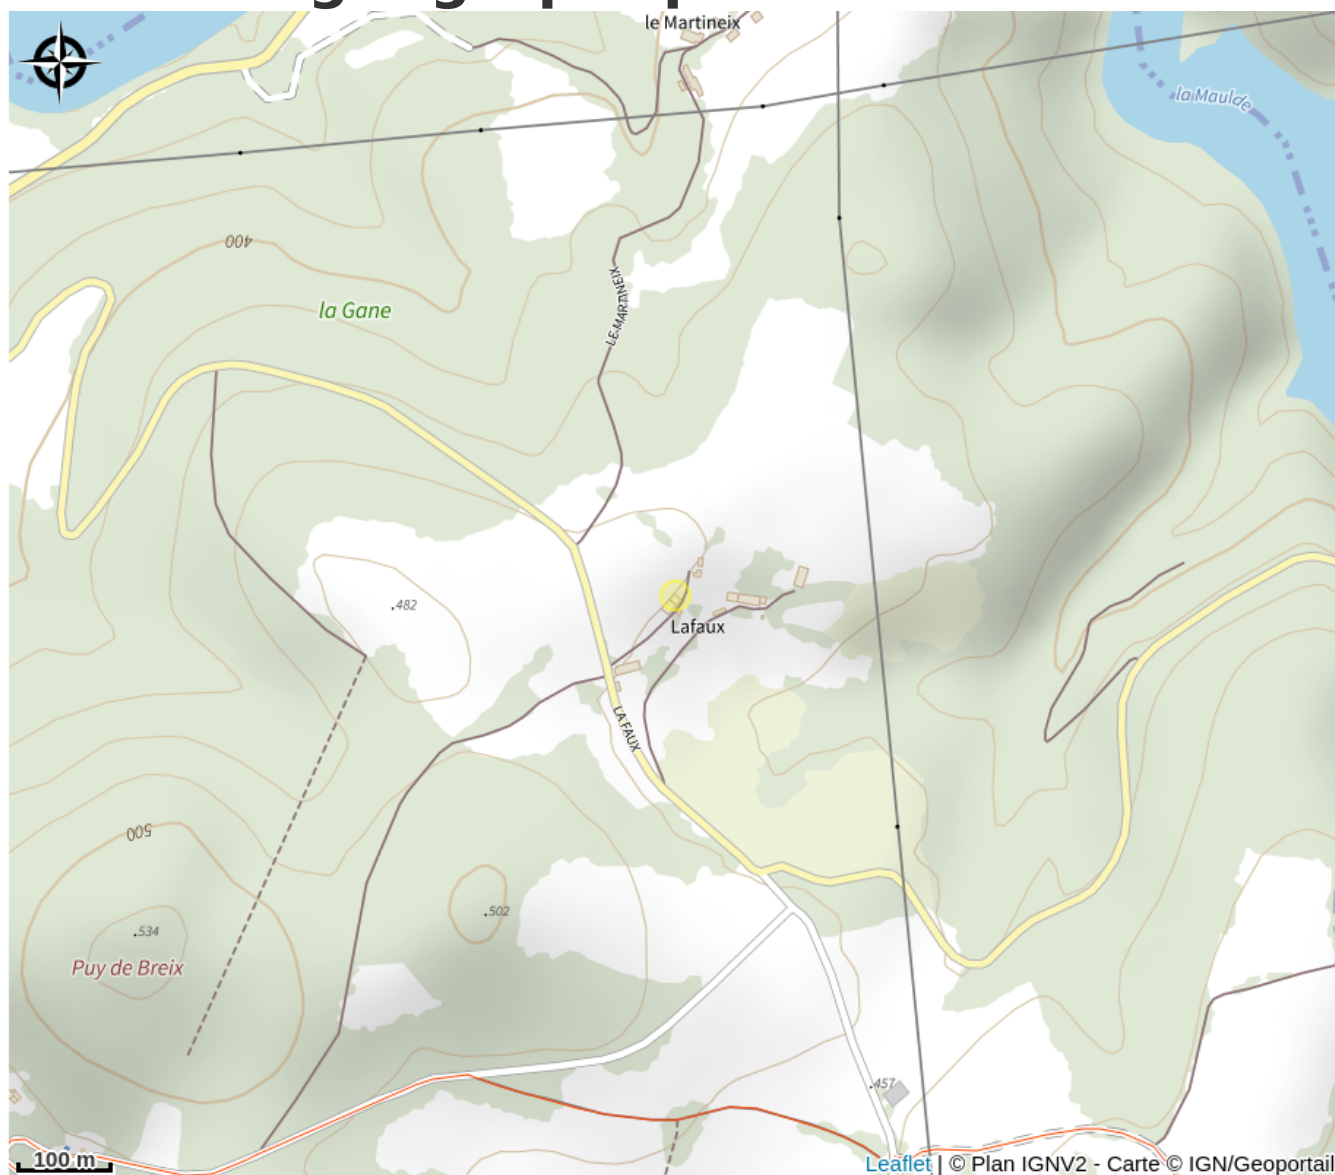 le Martineix
la Maulde
400
la Gane
LE MARTINEIX
.482
Lafaux
LA FAUX
500
.502
.534
Puy de Breix
.457
100 m
Leaflet | © Plan IGNV2 - Carte © IGN/Geoportail